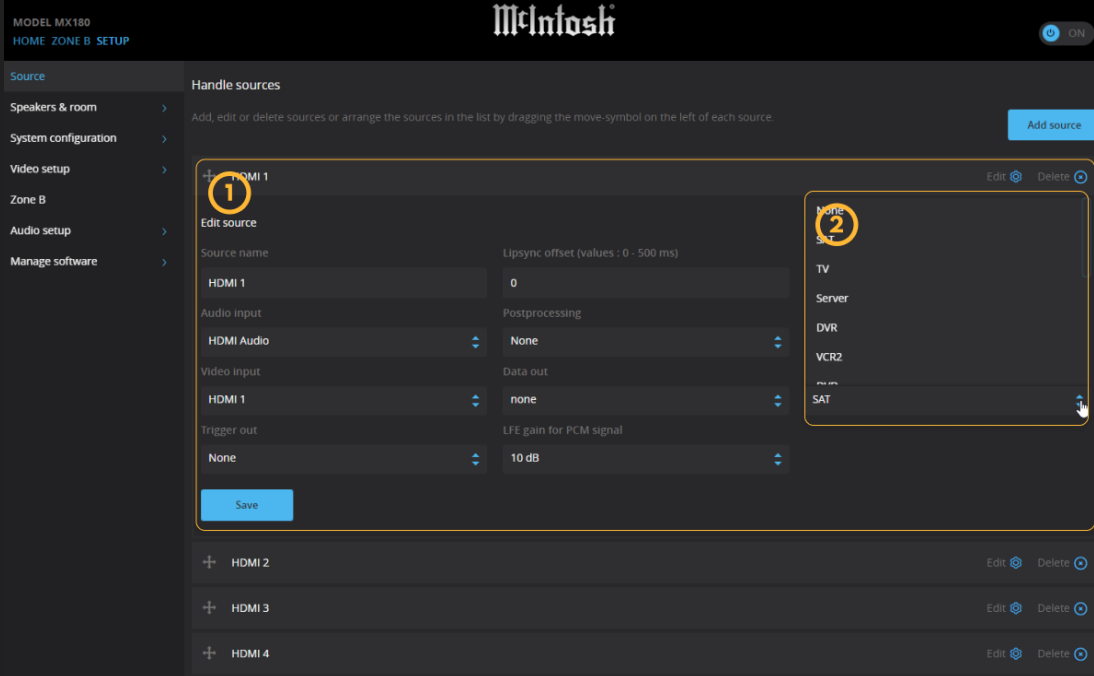 MODEL MX180
HOME ZONE B SETUP
McIntosh
ON
Source
Speakers & room
System configuration
Video setup
Zone B
Audio setup
Manage software
Handle sources
Add, edit or delete sources or arrange the sources in the list by dragging the move-symbol on the left of each source.
Add source
HDMI 1
Edit
Delete
1
Edit source
Source name
HDMI 1
Audio input
HDMI Audio
Video input
HDMI 1
Trigger out
None
Save
Lipsync offset (values : 0 - 500 ms)
0
Postprocessing
None
Data out
none
LFE gain for PCM signal
10 dB
2
None
SAT
TV
Server
DVR
VCR2
SAT
HDMI 2
Edit
Delete
HDMI 3
Edit
Delete
HDMI 4
Edit
Delete